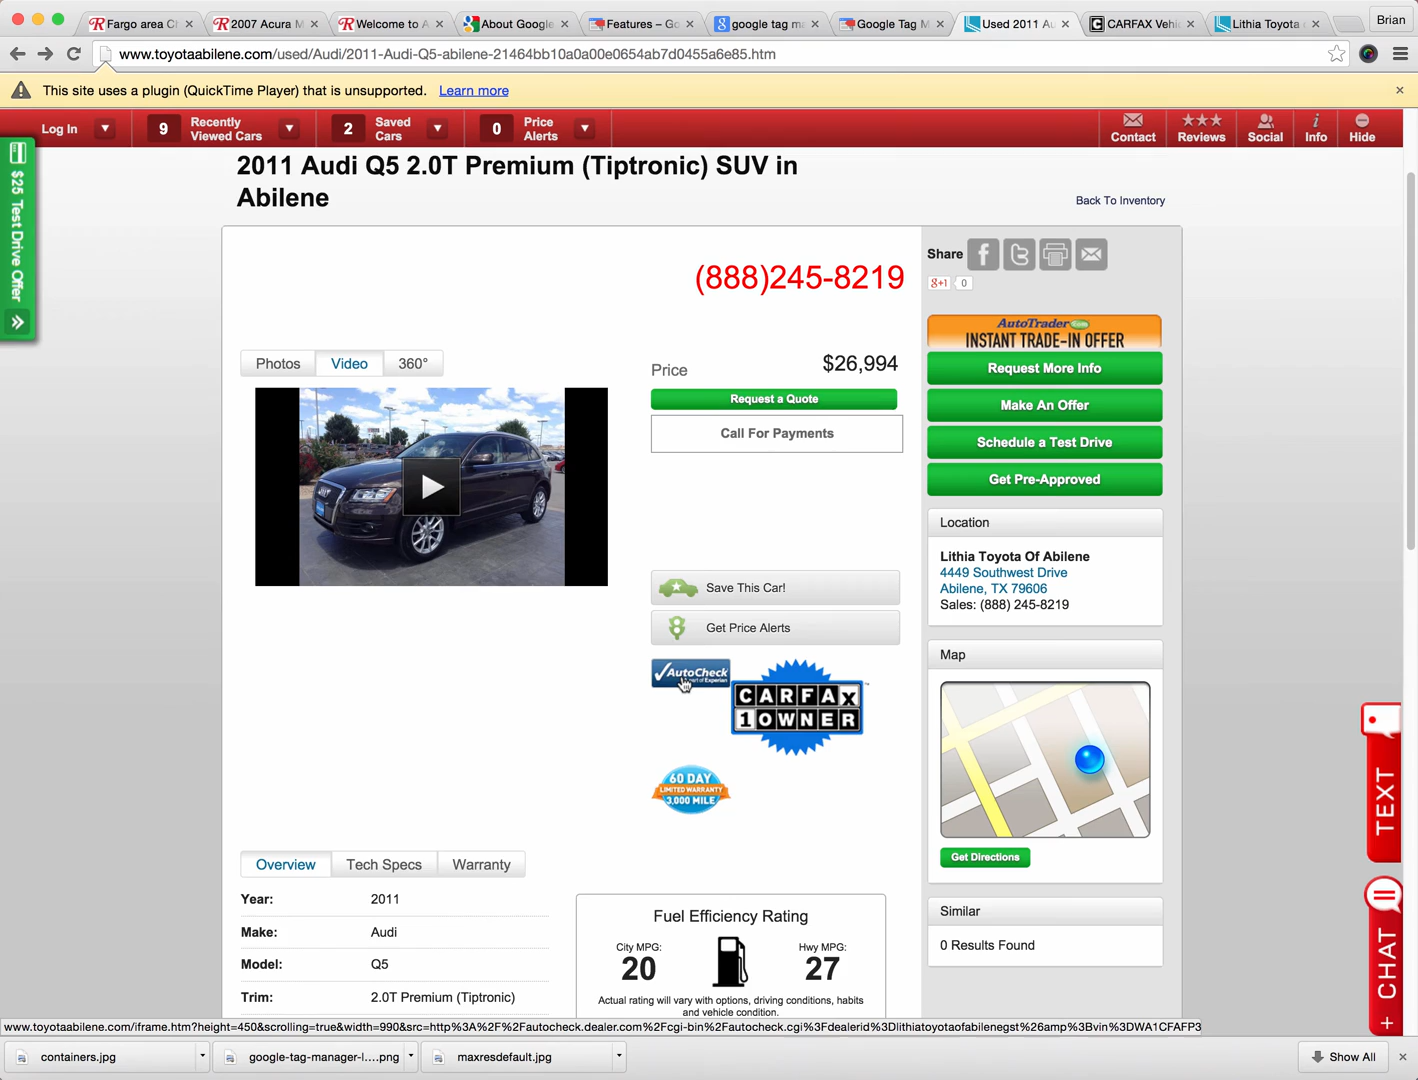 Fargo area C
2007 Acura M
Welcome to A
About Google
Features – Go
google tag ma
Google Tag M
Used 2011 Au
CARFAX Vehi
Lithia Toyota
Brian
www.toyotaabilene.com/used/Audi/2011-Audi-Q5-abilene-21464bb10a0a00e0654ab7d0455a6e85.htm
This site uses a plugin (QuickTime Player) that is unsupported. Learn more
Log In
9
Recently
Viewed Cars
2
Saved
Cars
0
Price
Alerts
Contact
Reviews
Social
Info
Hide
$25 Test Drive Offer
2011 Audi Q5 2.0T Premium (Tiptronic) SUV in
Abilene
Back To Inventory
(888)245-8219
Share
g+1 0
Photos
Video
360°
Price
$26,994
Request a Quote
Call For Payments
AutoTrader.com
INSTANT TRADE-IN OFFER
Request More Info
Make An Offer
Schedule a Test Drive
Get Pre-Approved
Location
Lithia Toyota Of Abilene
4449 Southwest Drive
Abilene, TX 79606
Sales: (888) 245-8219
Save This Car!
Get Price Alerts
AutoCheck
part of Experian
CARFAX
1 OWNER
™
60 DAY
LIMITED WARRANTY
3,000 MILE
Map
Get Directions
TEXT
Overview
Tech Specs
Warranty
Year: 2011
Make: Audi
Model: Q5
Trim: 2.0T Premium (Tiptronic)
Fuel Efficiency Rating
City MPG:
20
Hwy MPG:
27
Actual rating will vary with options, driving conditions, habits
and vehicle condition.
Similar
0 Results Found
CHAT
www.toyotaabilene.com/iframe.htm?height=450&scrolling=true&width=990&src=http%3A%2F%2Fautocheck.dealer.com%2Fcgi-bin%2Fautocheck.cgi%3Fdealerid%3Dlithiatoyotaofabilenegst%26amp%3Bvin%3DWA1CFAFP3
containers.jpg
google-tag-manager-l....png
maxresdefault.jpg
Show All